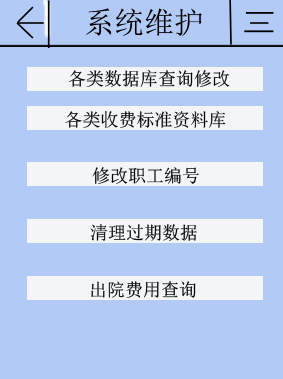 系统维护
各类数据库查询修改
各类收费标准资料库
修改职工编号
清理过期数据
出院费用查询